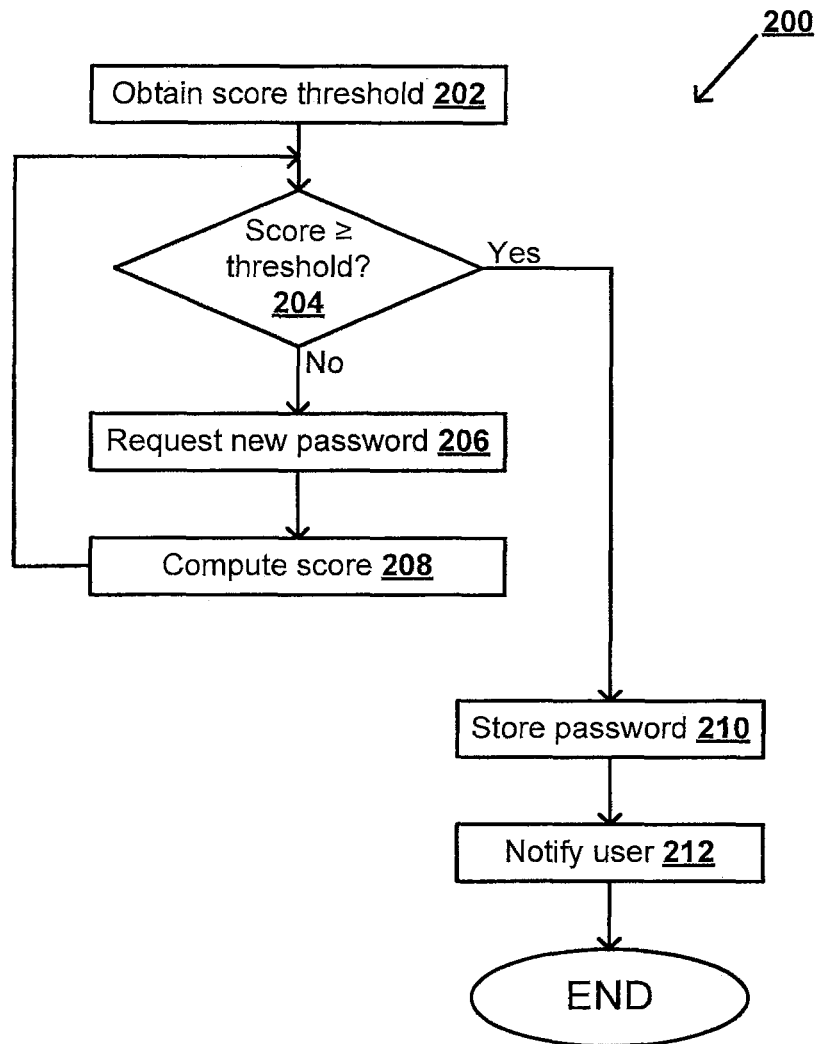 200
Obtain score threshold 202
Score ≥
threshold?
204
Yes
No
Request new password 206
Compute score 208
Store password 210
Notify user 212
END